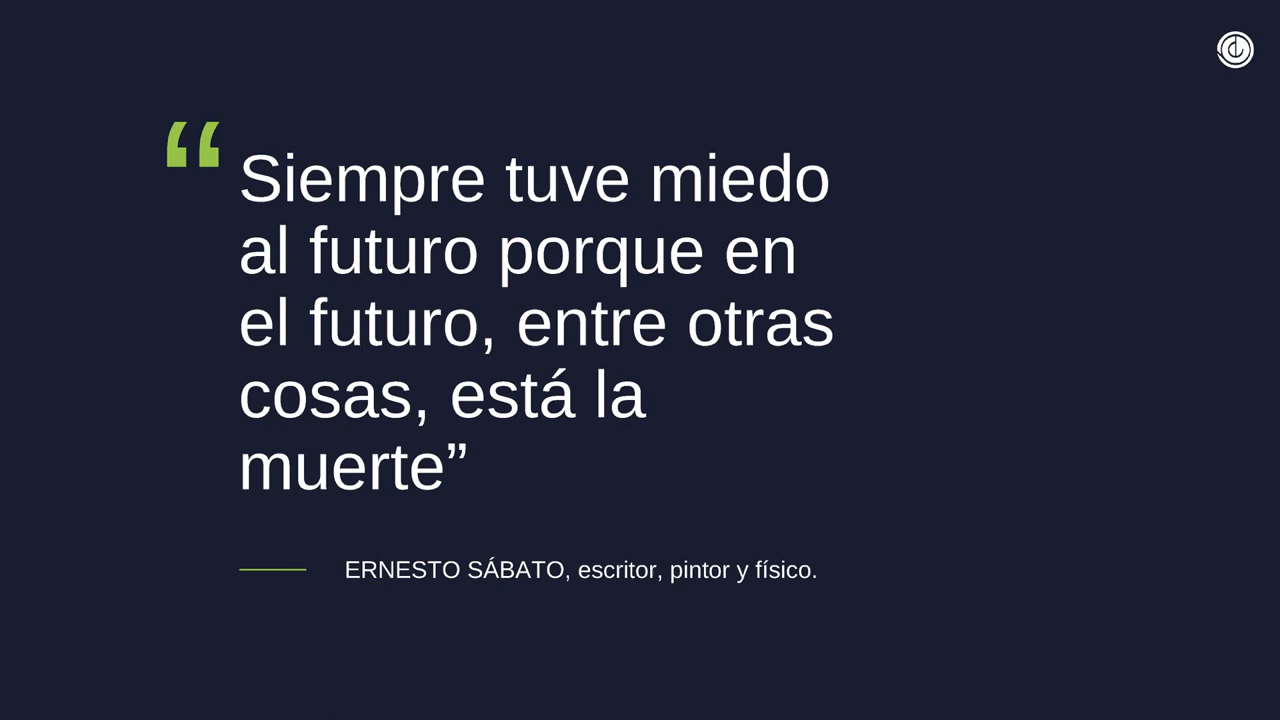 “Siempre tuve miedo
al futuro porque en
el futuro, entre otras
cosas, está la
muerte”
ERNESTO SÁBATO, escritor, pintor y físico.